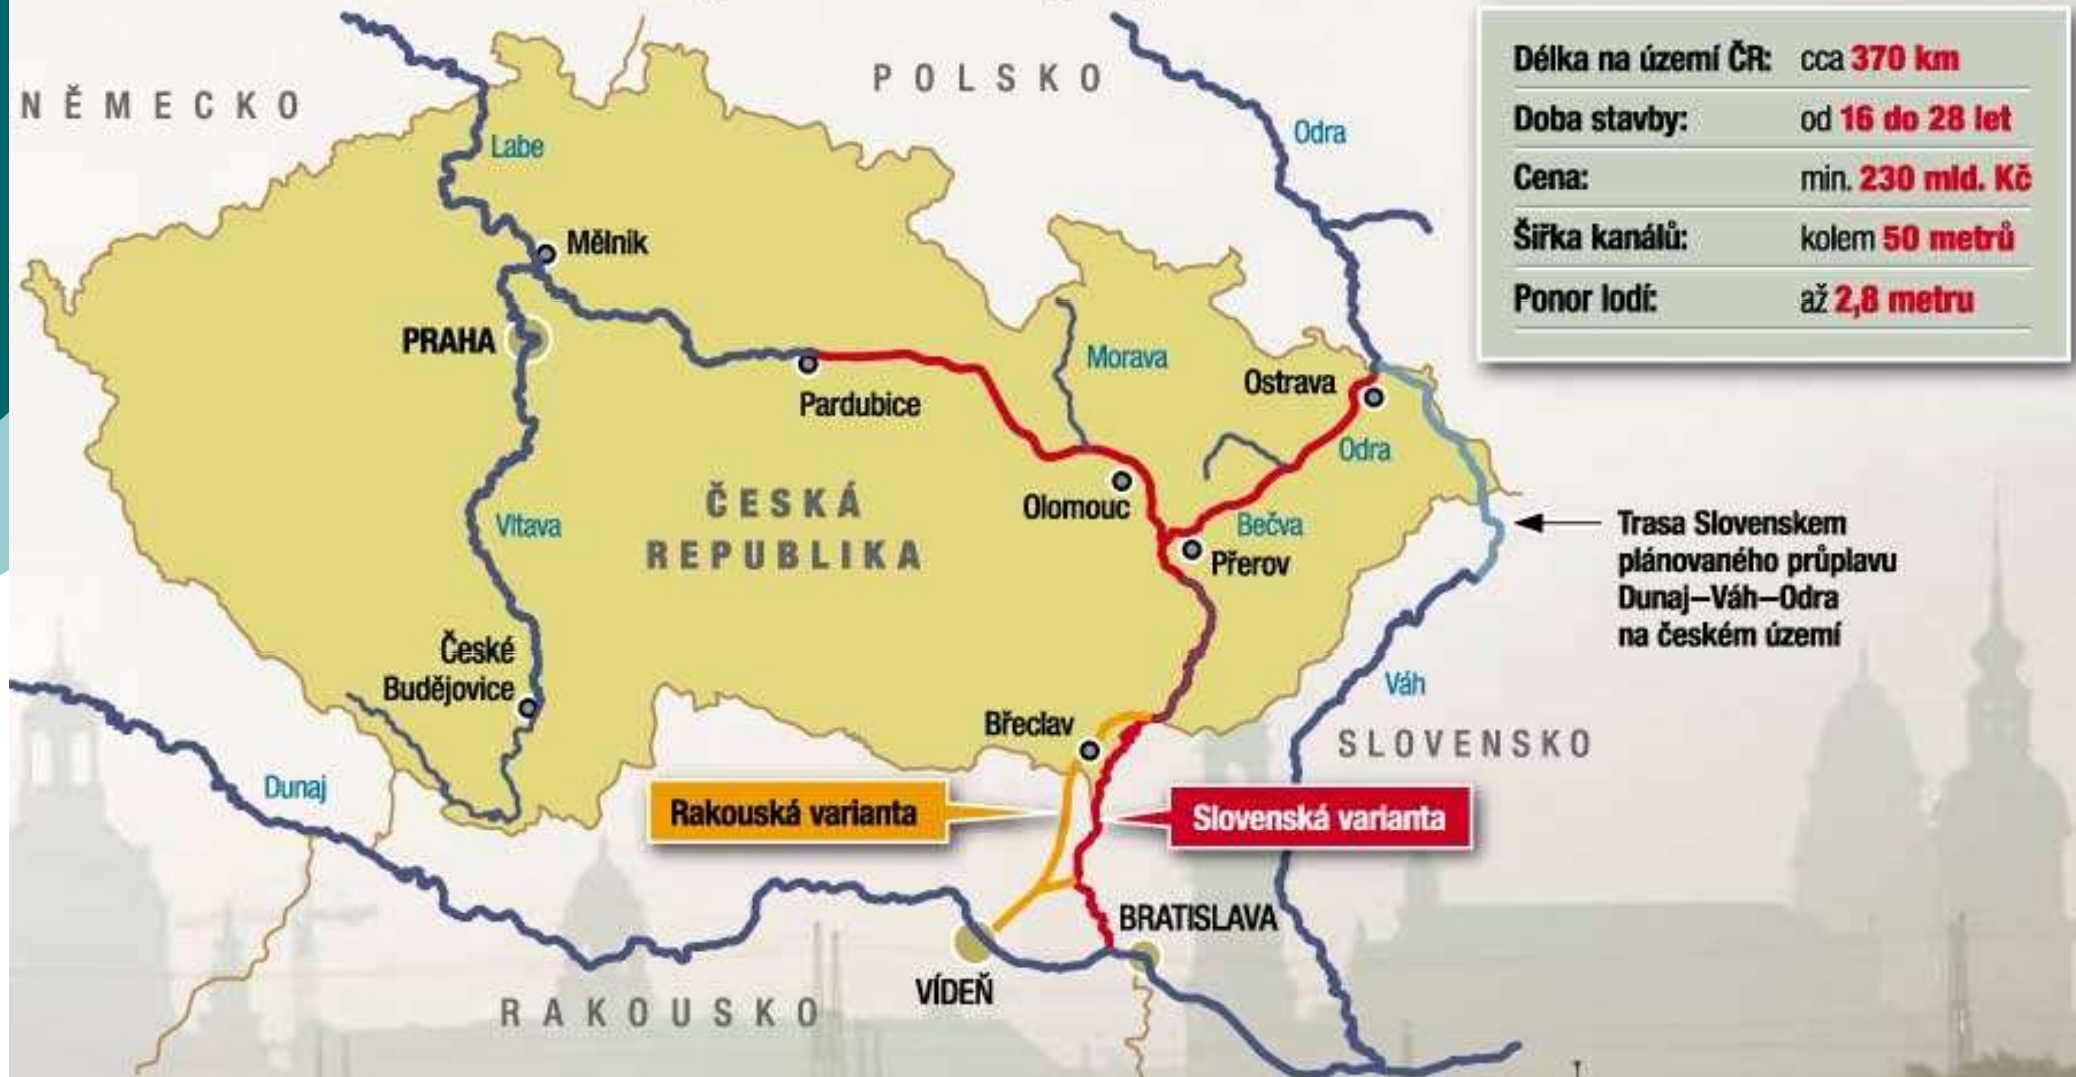 NĚMECKO
POLSKO
Odra
Labe
Mělník
PRAHA
Pardubice
Morava
Ostrava
Odra
Olomouc
Bečva
Přerov
ČESKÁ
REPUBLIKA
Vltava
České
Budějovice
Břeclav
Váh
SLOVENSKO
Dunaj
Rakouská varianta
Slovenská varianta
BRATISLAVA
VÍDEŇ
RAKOUSKO
Délka na území ČR: cca 370 km
Doba stavby: od 16 do 28 let
Cena: min. 230 mld. Kč
Šířka kanálů: kolem 50 metrů
Ponor lodí: až 2,8 metru
Trasa Slovenskem
plánovaného průplavu
Dunaj–Váh–Odra
na českém území